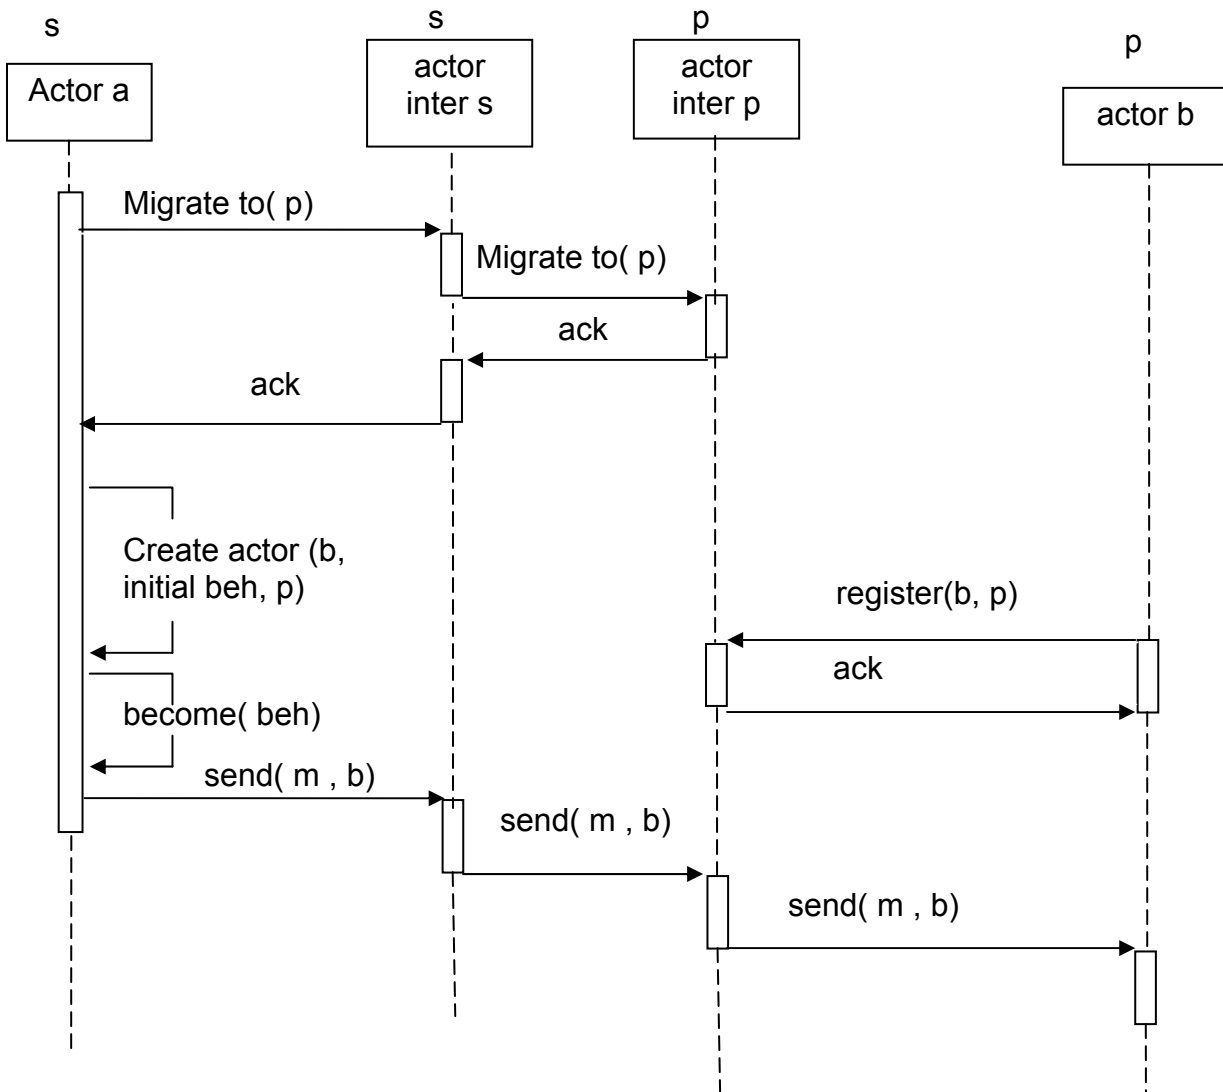 s
s
p
p
Actor a
actor
inter s
actor
inter p
actor b
Migrate to( p)
Migrate to( p)
ack
ack
Create actor (b,
initial beh, p)
register(b, p)
ack
become( beh)
send( m , b)
send( m , b)
send( m , b)